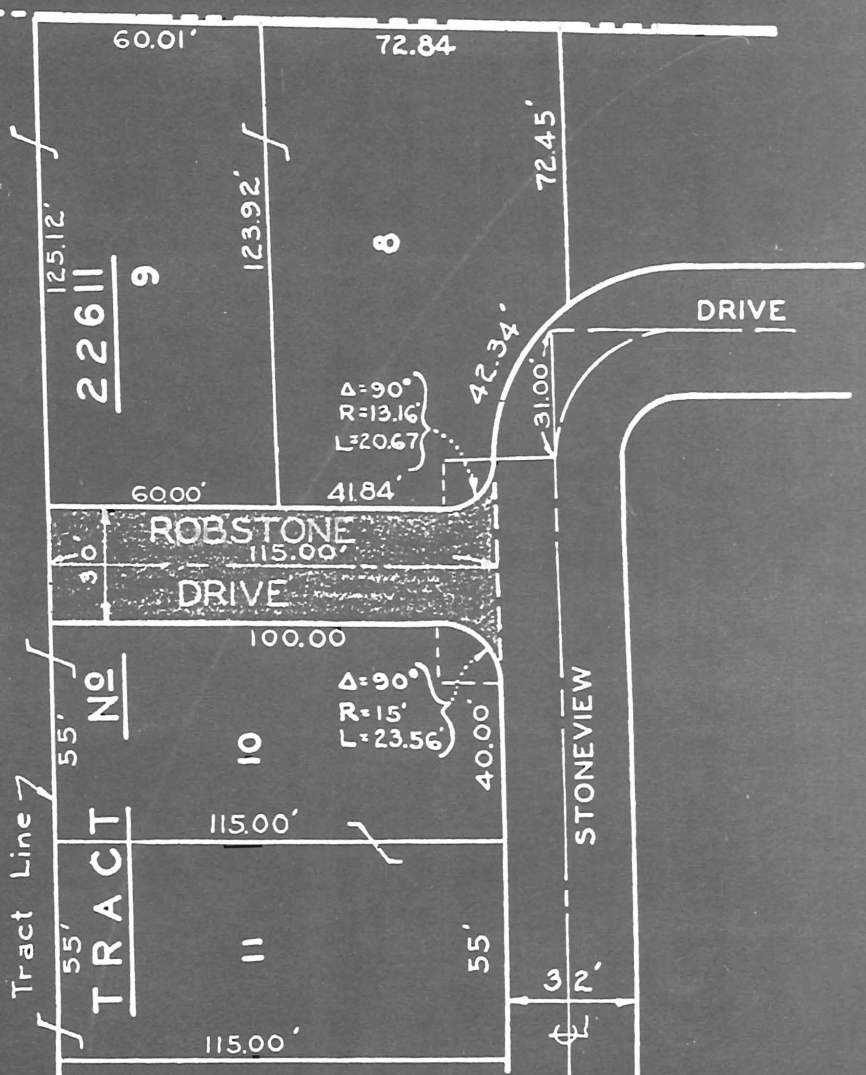 60.01'
72.84
125.12'
123.92'
72.45'
22611
9
8
42.34'
31.00'
DRIVE
Δ=90°
R=13.16'
L=20.67'
60.00'
41.84'
ROBSTONE
115.00'
30'
DRIVE
100.00
Δ=90°
R=15'
L=23.56'
40.00'
55'
Nº
10
STONEVIEW
Tract Line
115.00'
TRACT
55'
11
55'
32'
℄
115.00'